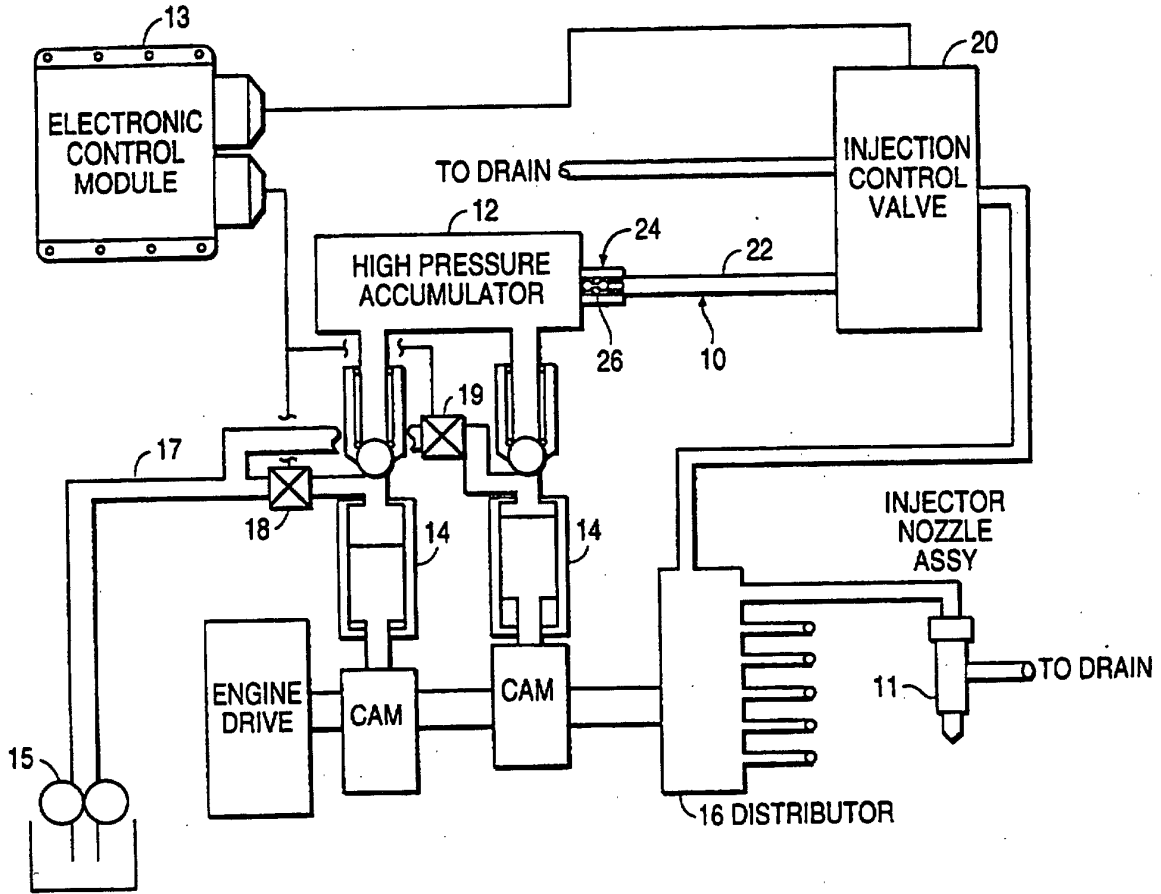 13
20
ELECTRONIC
CONTROL
MODULE
TO DRAIN
INJECTION
CONTROL
VALVE
12
24
22
HIGH PRESSURE
ACCUMULATOR
26
10
19
17
18
14
14
INJECTOR
NOZZLE
ASSY
ENGINE
DRIVE
CAM
CAM
11
TO DRAIN
15
16 DISTRIBUTOR